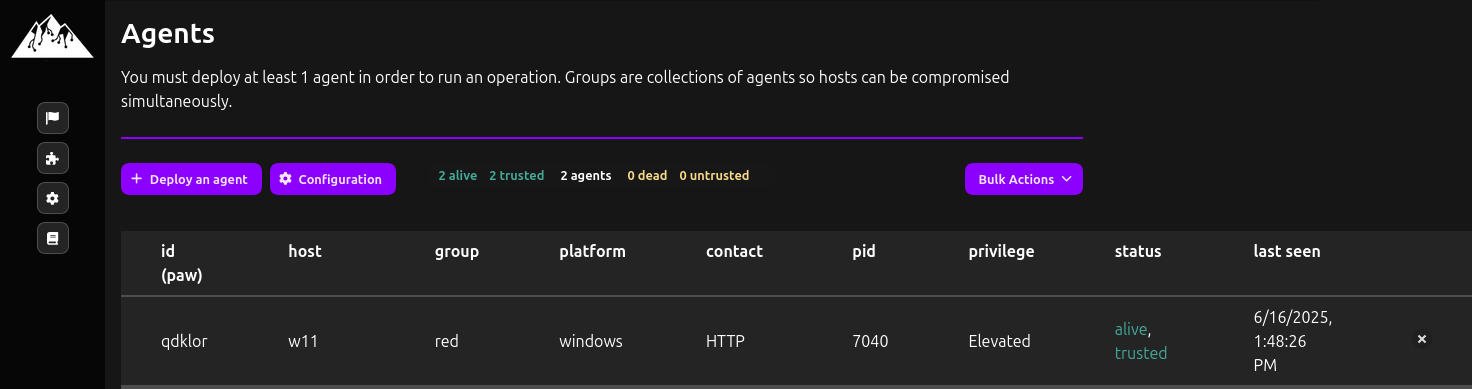 Agents
You must deploy at least 1 agent in order to run an operation. Groups are collections of agents so hosts can be compromised
simultaneously.
Deploy an agent Configuration 2 alive 2 trusted 2 agents 0 dead 0 untrusted Bulk Actions
id host group platform contact pid privilege status last seen
(paw)
6/16/2025,
qdklor w11 red windows HTTP 7040 Elevated alive, 1:48:26
trusted PM